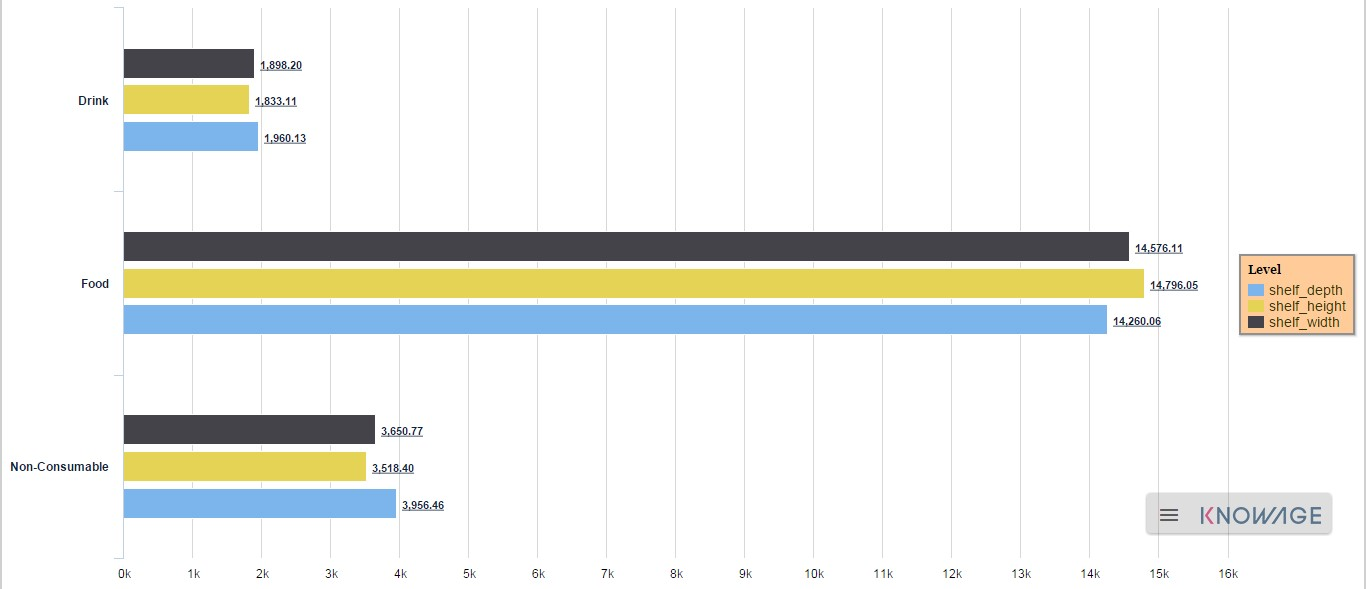 1,898.20
Drink
1,833.11
1,960.13
14,576.11
Food
14,796.05
14,260.06
Level
shelf_depth
shelf_height
shelf_width
3,650.77
Non-Consumable
3,518.40
3,956.46
KNOWAGE
0k 1k 2k 3k 4k 5k 6k 7k 8k 9k 10k 11k 12k 13k 14k 15k 16k